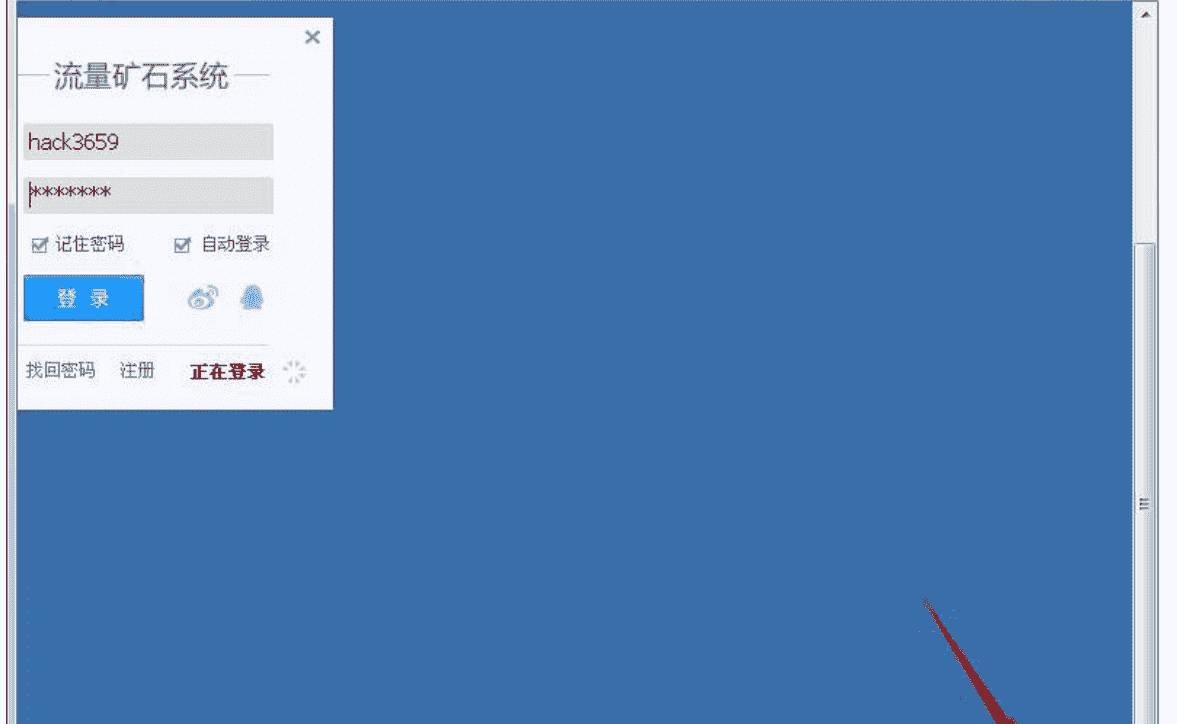 流量矿石系统
hack3659
*******
记住密码 自动登录
登 录
找回密码 注册 正在登录